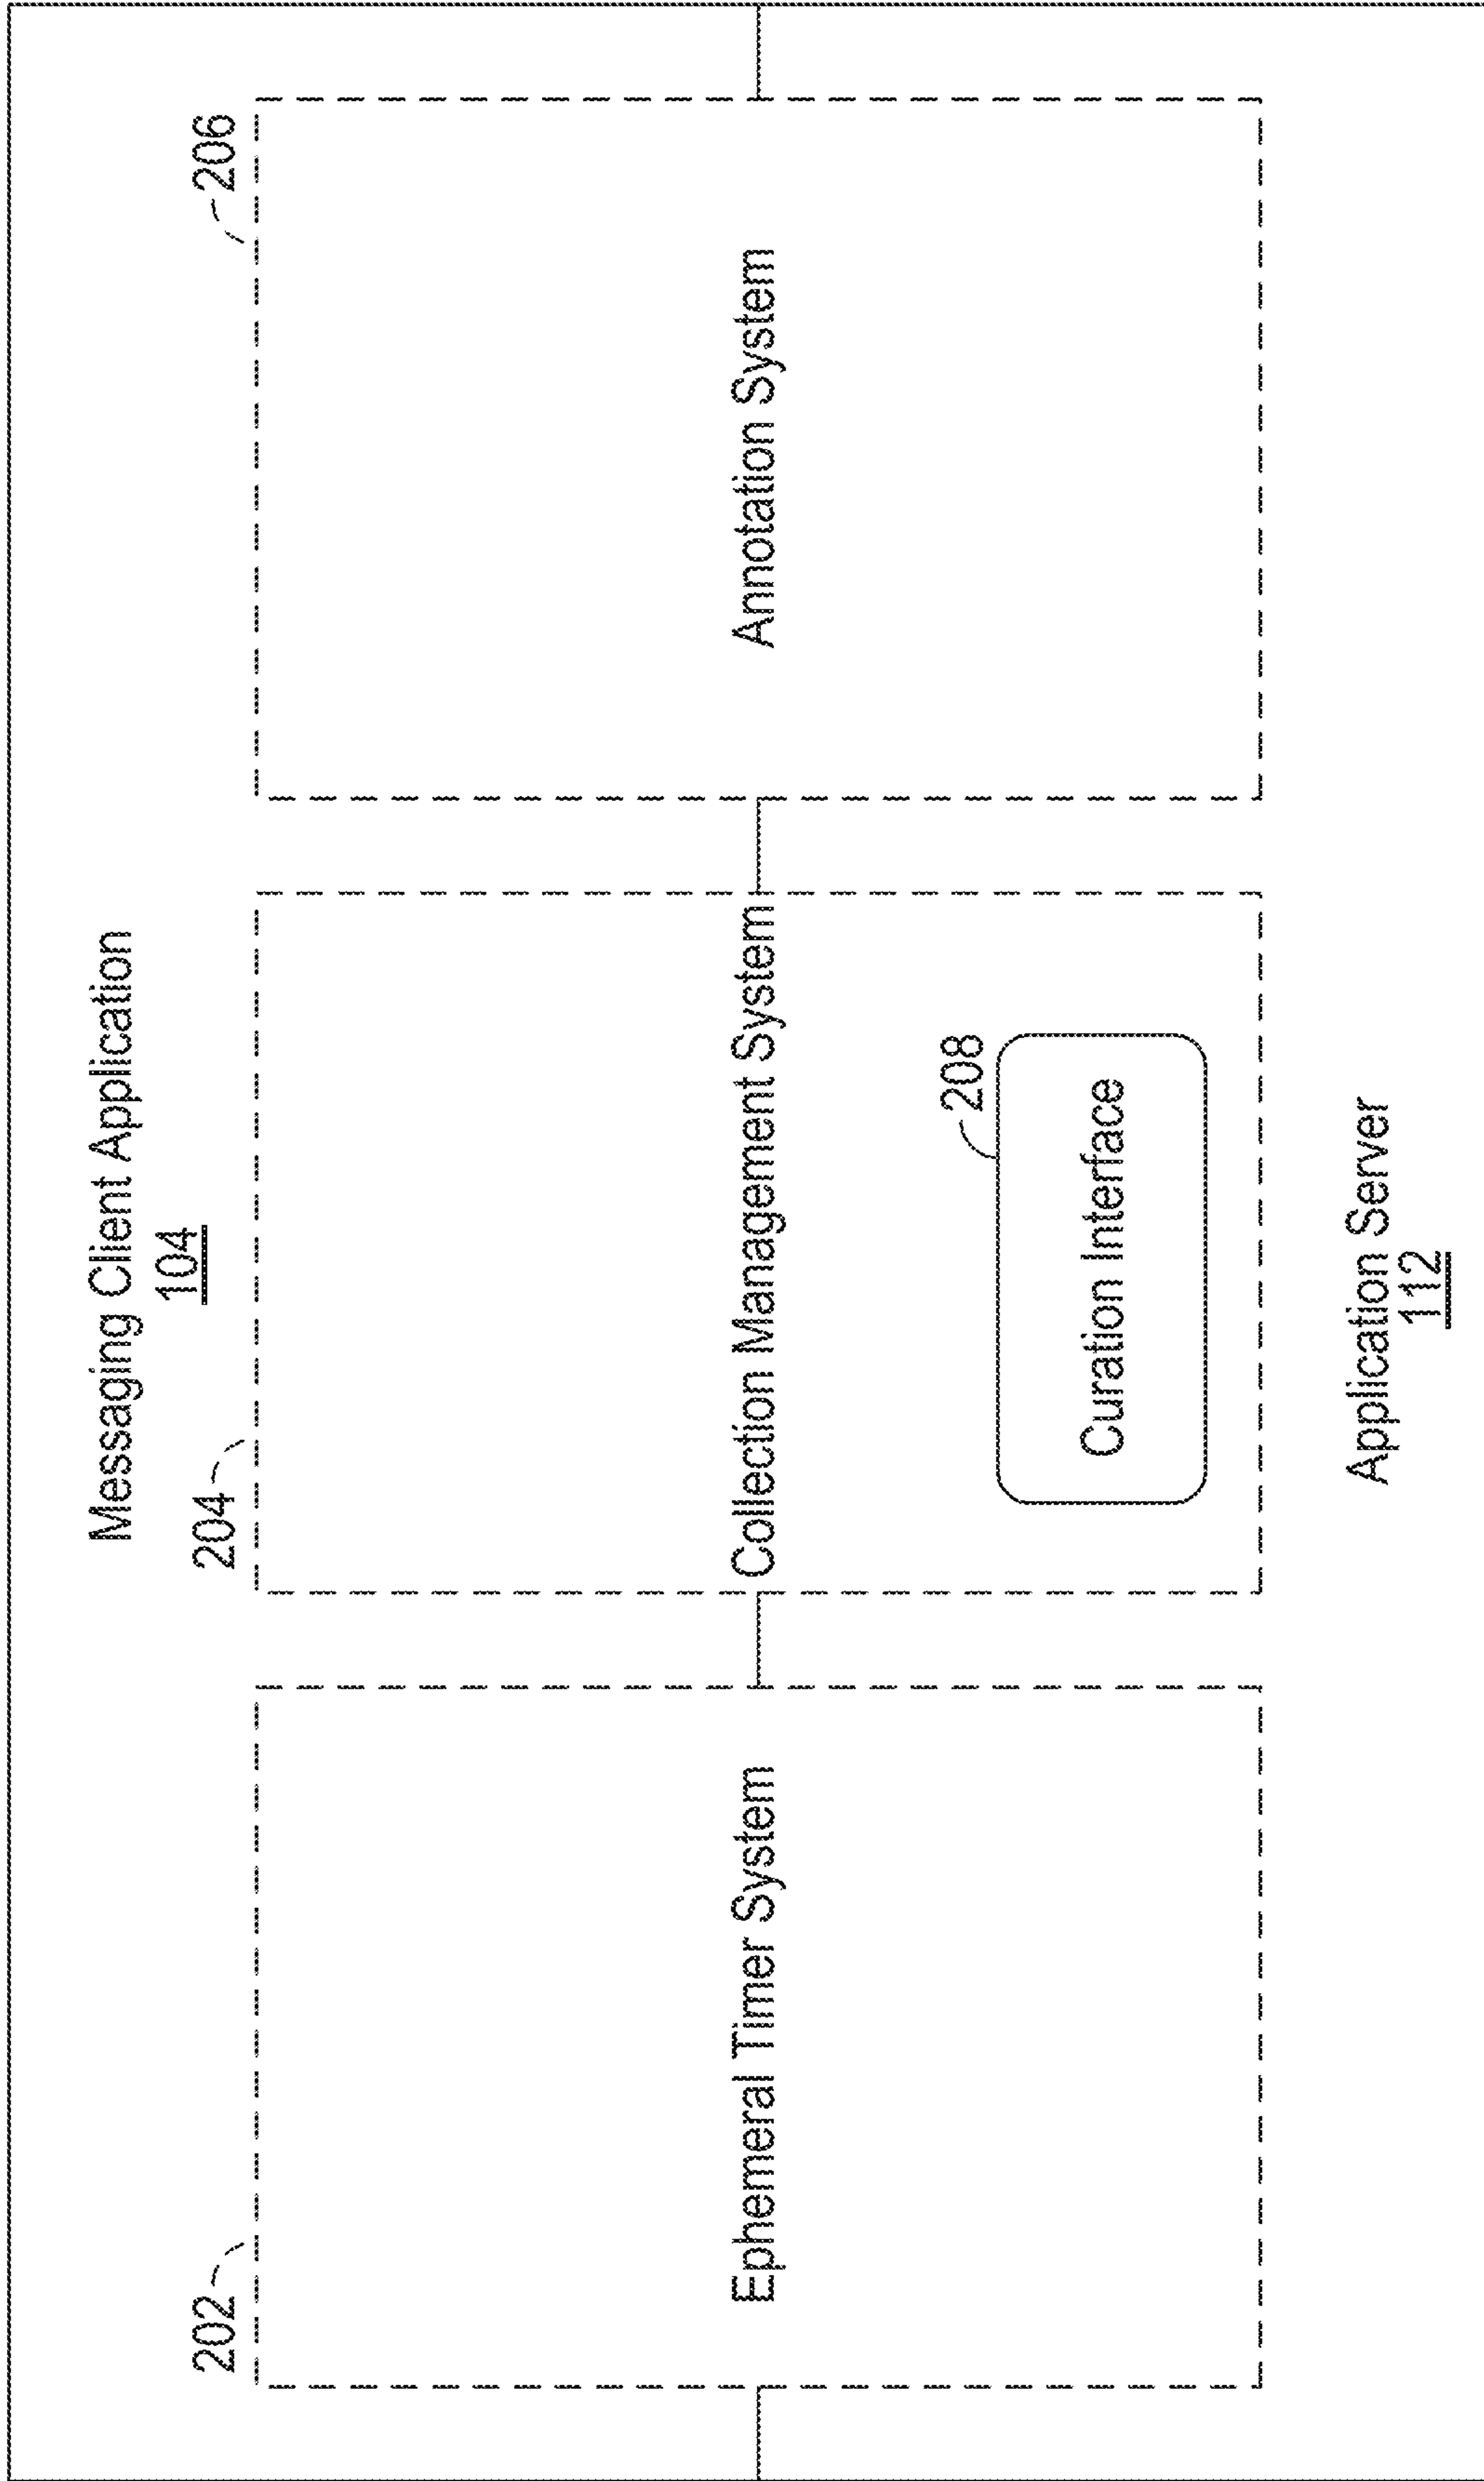 Messaging Client Application
104
202
204
206
Ephemeral Timer System
Collection Management System
Annotation System
208
Curation Interface
Application Server
112